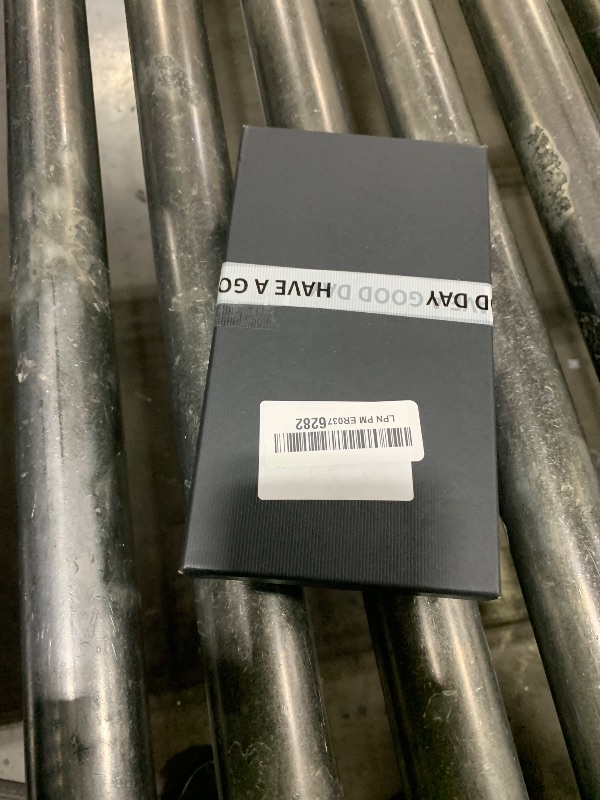 HAVE A GO
GOOD D
D DAY
LPN PM ER0376282